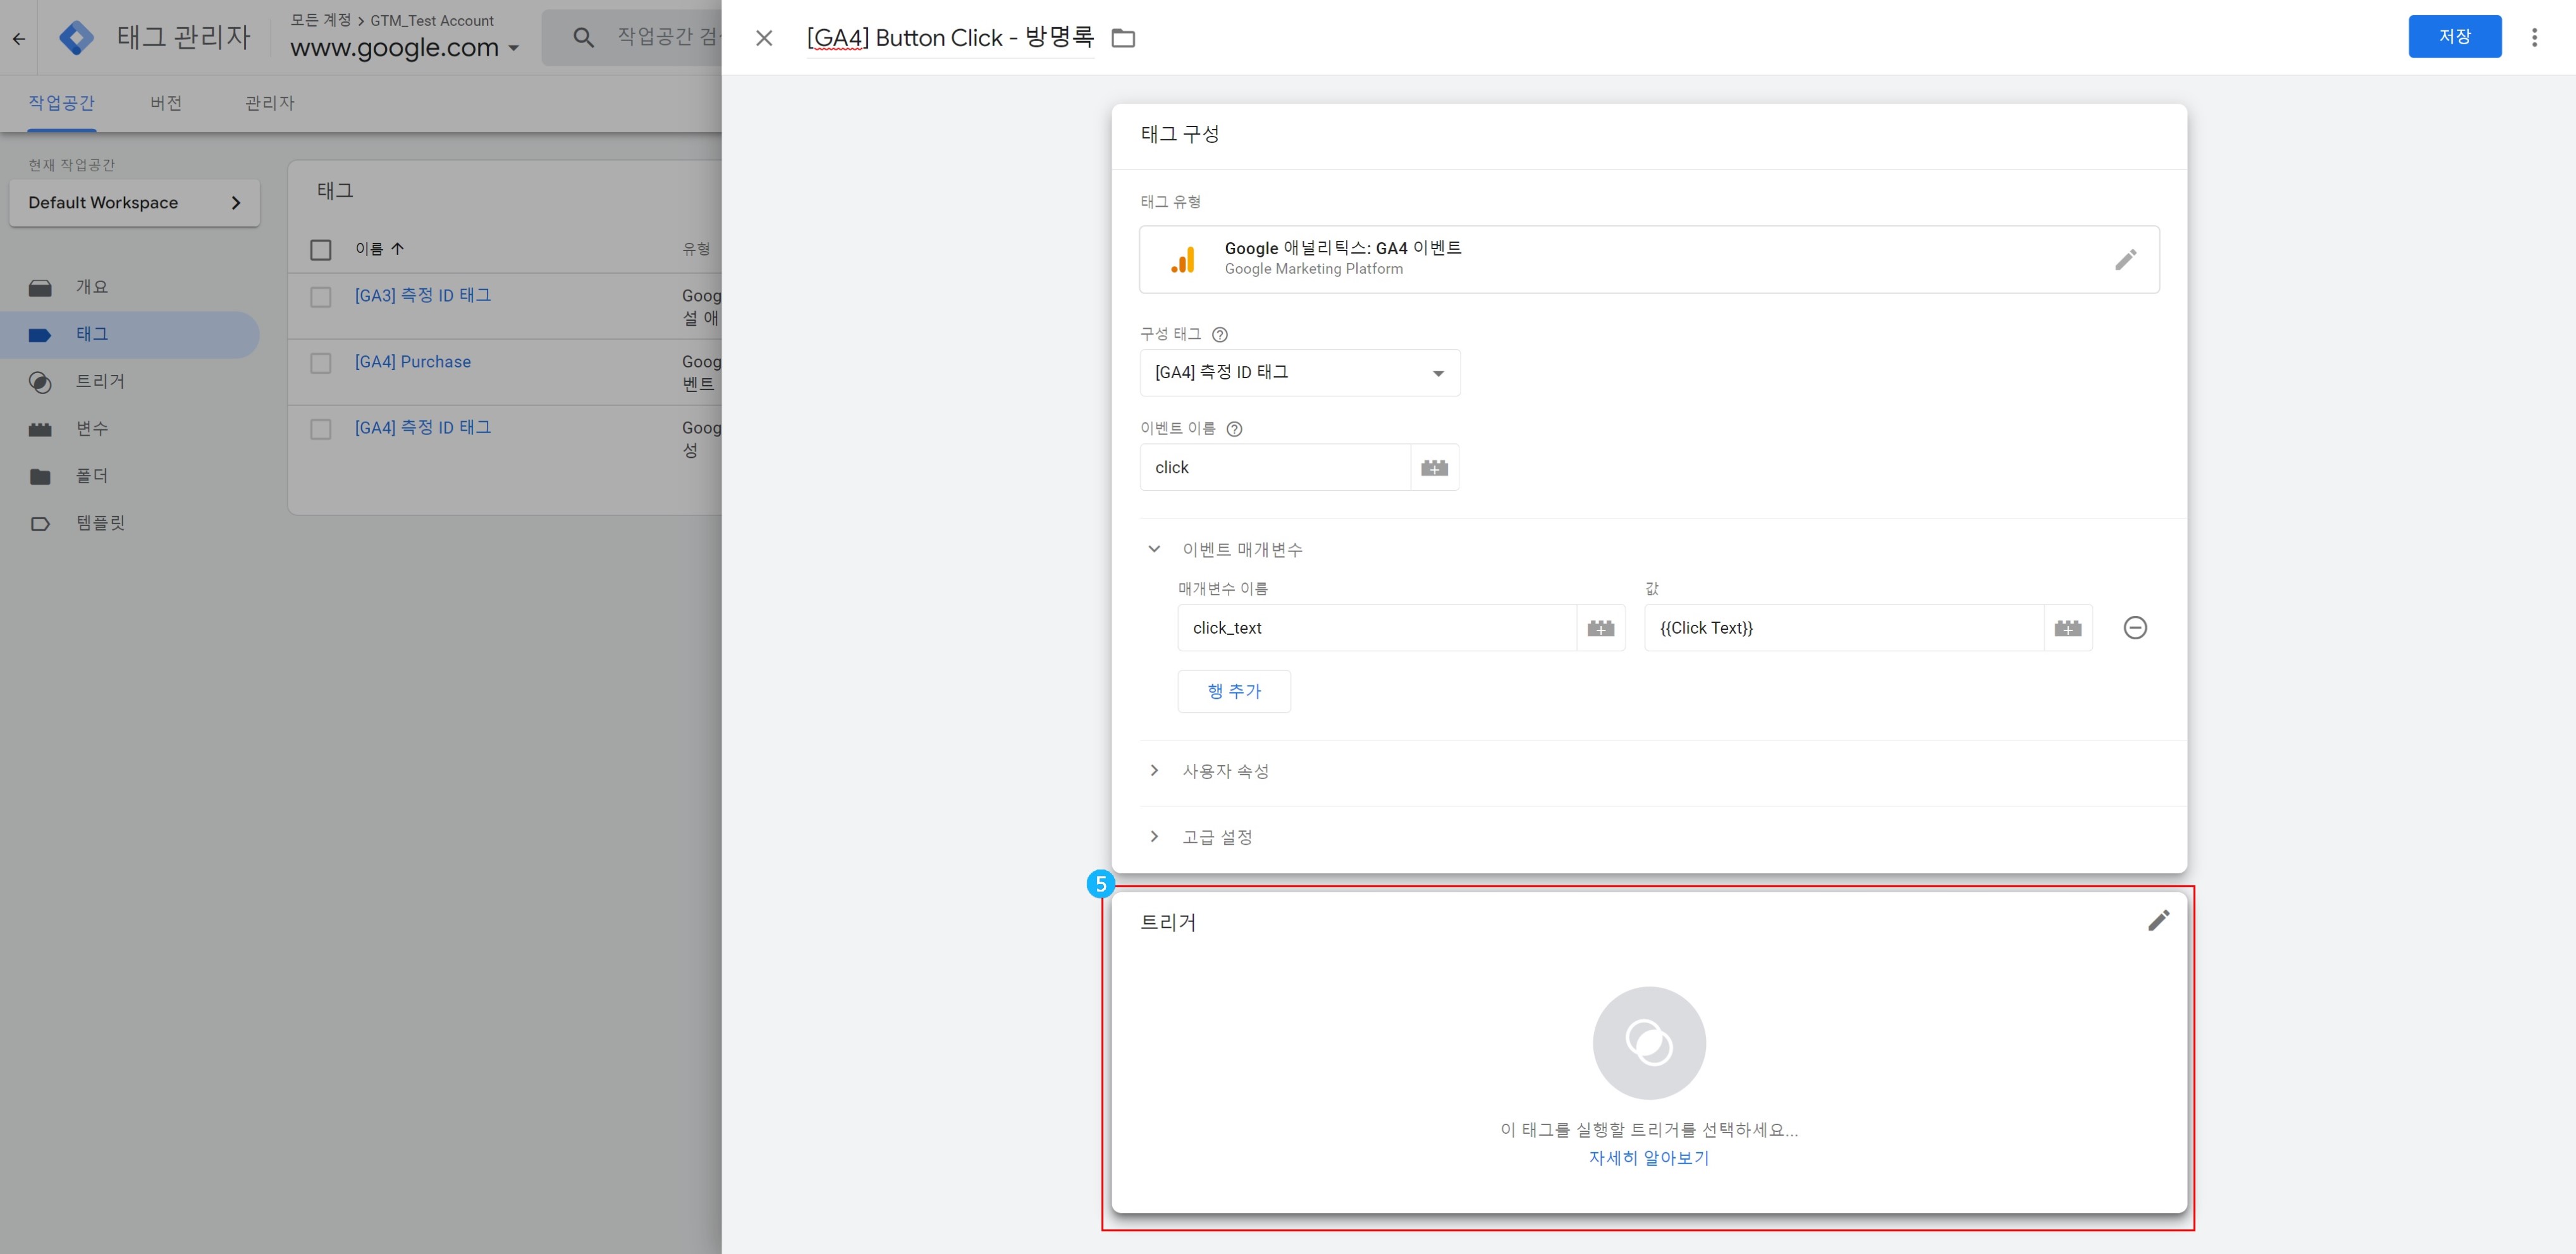 태그 관리자
모든 계정 > GTM_Test Account
www.google.com
작업공간 검
작업공간
버전
관리자
현재 작업공간
Default Workspace
개요
태그
트리거
변수
폴더
템플릿
태그
이름
유형
[GA3] 측정 ID 태그
Goog
설 애
[GA4] Purchase
Goog
벤트
[GA4] 측정 ID 태그
Goog
성
[GA4] Button Click - 방명록
저장
태그 구성
태그 유형
Google 애널리틱스: GA4 이벤트
Google Marketing Platform
구성 태그
[GA4] 측정 ID 태그
이벤트 이름
click
이벤트 매개변수
매개변수 이름
값
click_text
{{Click Text}}
행 추가
사용자 속성
고급 설정
5
트리거
이 태그를 실행할 트리거를 선택하세요...
자세히 알아보기